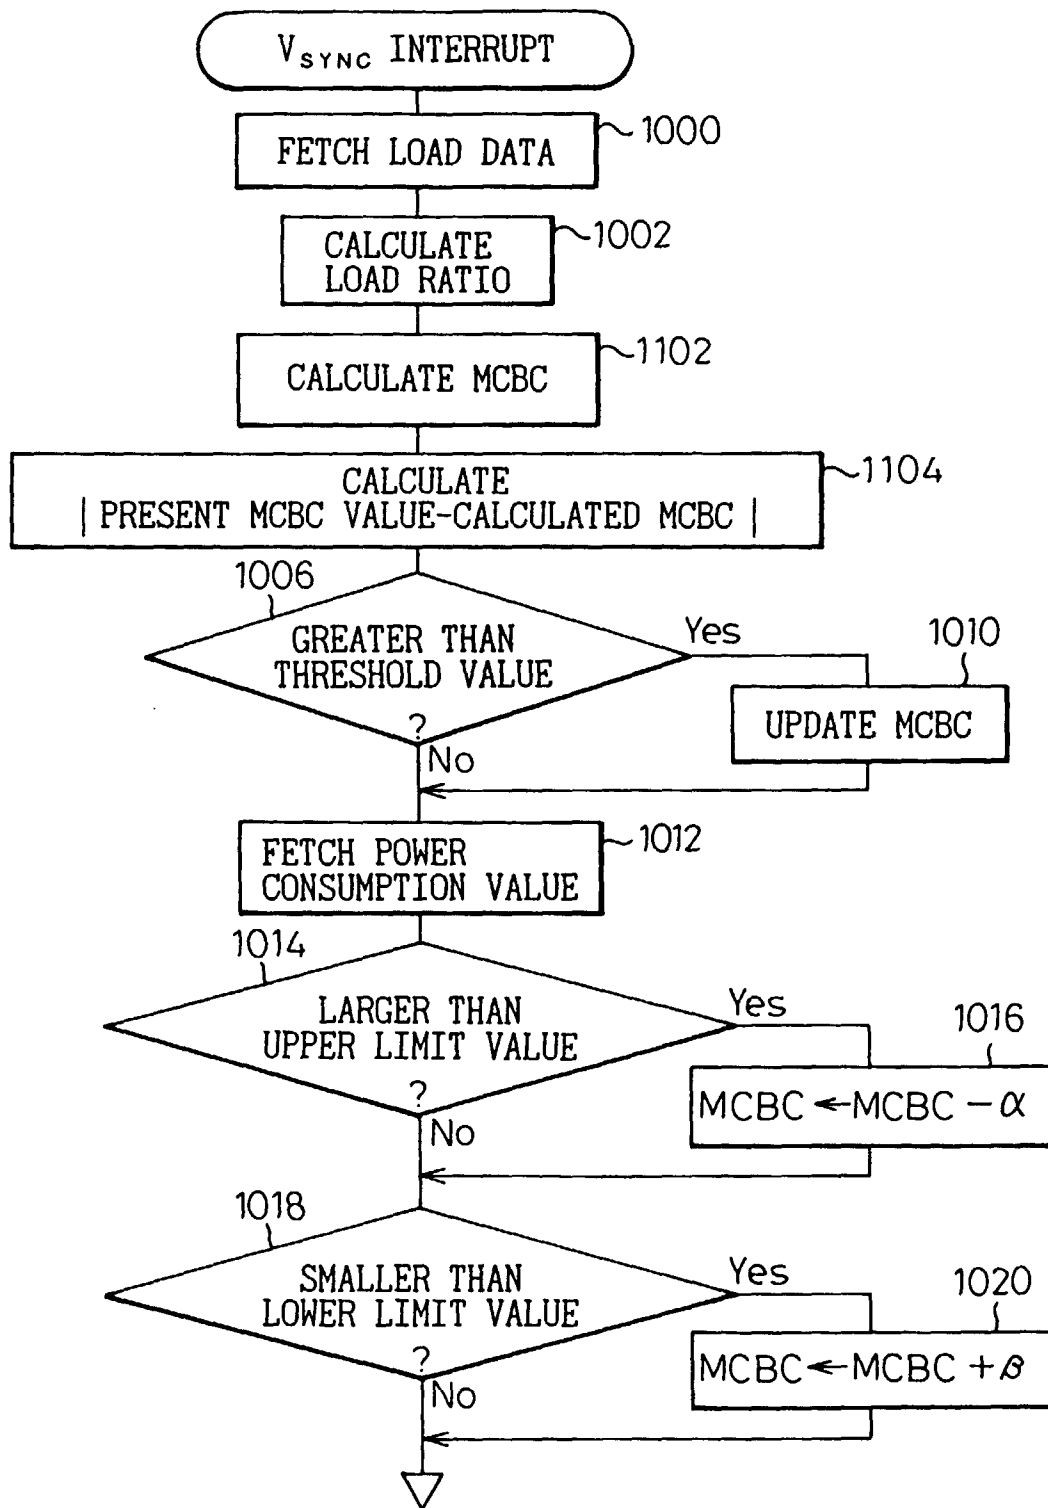 VSYNC INTERRUPT
FETCH LOAD DATA
1000
CALCULATE
LOAD RATIO
1002
CALCULATE MCBC
1102
CALCULATE
| PRESENT MCBC VALUE-CALCULATED MCBC |
1104
1006
GREATER THAN
THRESHOLD VALUE
?
Yes
1010
UPDATE MCBC
No
FETCH POWER
CONSUMPTION VALUE
1012
1014
LARGER THAN
UPPER LIMIT VALUE
?
Yes
1016
MCBC ← MCBC - α
No
1018
SMALLER THAN
LOWER LIMIT VALUE
?
Yes
1020
MCBC ← MCBC + β
No